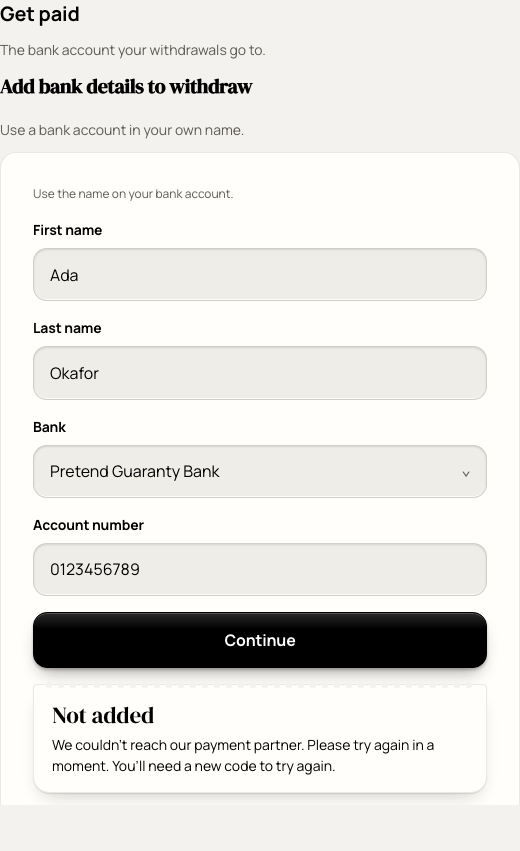 Get paid
The bank account your withdrawals go to.
Add bank details to withdraw
Use a bank account in your own name.
Use the name on your bank account.
First name
Ada
Last name
Okafor
Bank
Pretend Guaranty Bank
Account number
0123456789
Continue
Not added
We couldn't reach our payment partner. Please try again in a
moment. You'll need a new code to try again.